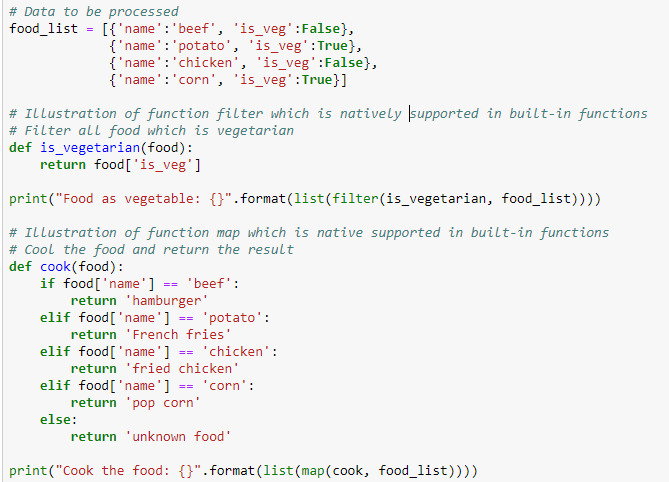 # Data to be processed
food_list = [{'name':'beef', 'is_veg':False},
             {'name':'potato', 'is_veg':True},
             {'name':'chicken', 'is_veg':False},
             {'name':'corn', 'is_veg':True}]

# Illustration of function filter which is natively supported in built-in functions
# Filter all food which is vegetarian
def is_vegetarian(food):
    return food['is_veg']

print("Food as vegetable: {}".format(list(filter(is_vegetarian, food_list))))

# Illustration of function map which is native supported in built-in functions
# Cool the food and return the result
def cook(food):
    if food['name'] == 'beef':
        return 'hamburger'
    elif food['name'] == 'potato':
        return 'French fries'
    elif food['name'] == 'chicken':
        return 'fried chicken'
    elif food['name'] == 'corn':
        return 'pop corn'
    else:
        return 'unknown food'

print("Cook the food: {}".format(list(map(cook, food_list))))